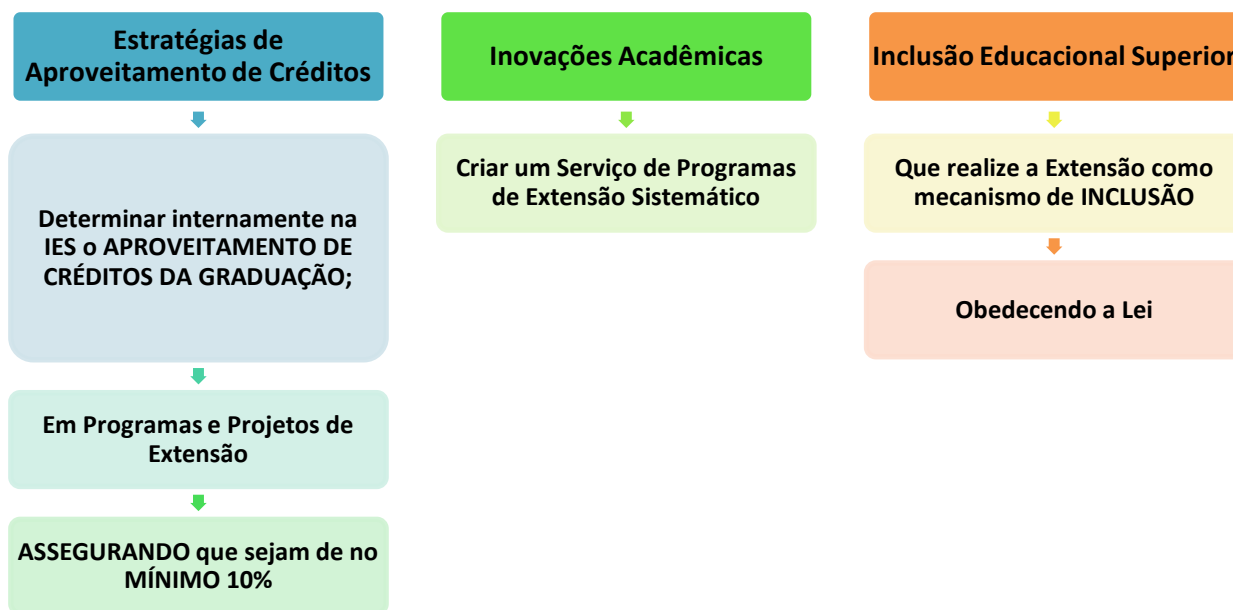 Estratégias de
Aproveitamento de Créditos
Determinar internamente na
IES o APROVEITAMENTO DE
CRÉDITOS DA GRADUAÇÃO;
Em Programas e Projetos de
Extensão
ASSEGURANDO que sejam de no
MÍNIMO 10%
Inovações Acadêmicas
Criar um Serviço de Programas
de Extensão Sistemático
Inclusão Educacional Superior
Que realize a Extensão como
mecanismo de INCLUSÃO
Obedecendo a Lei